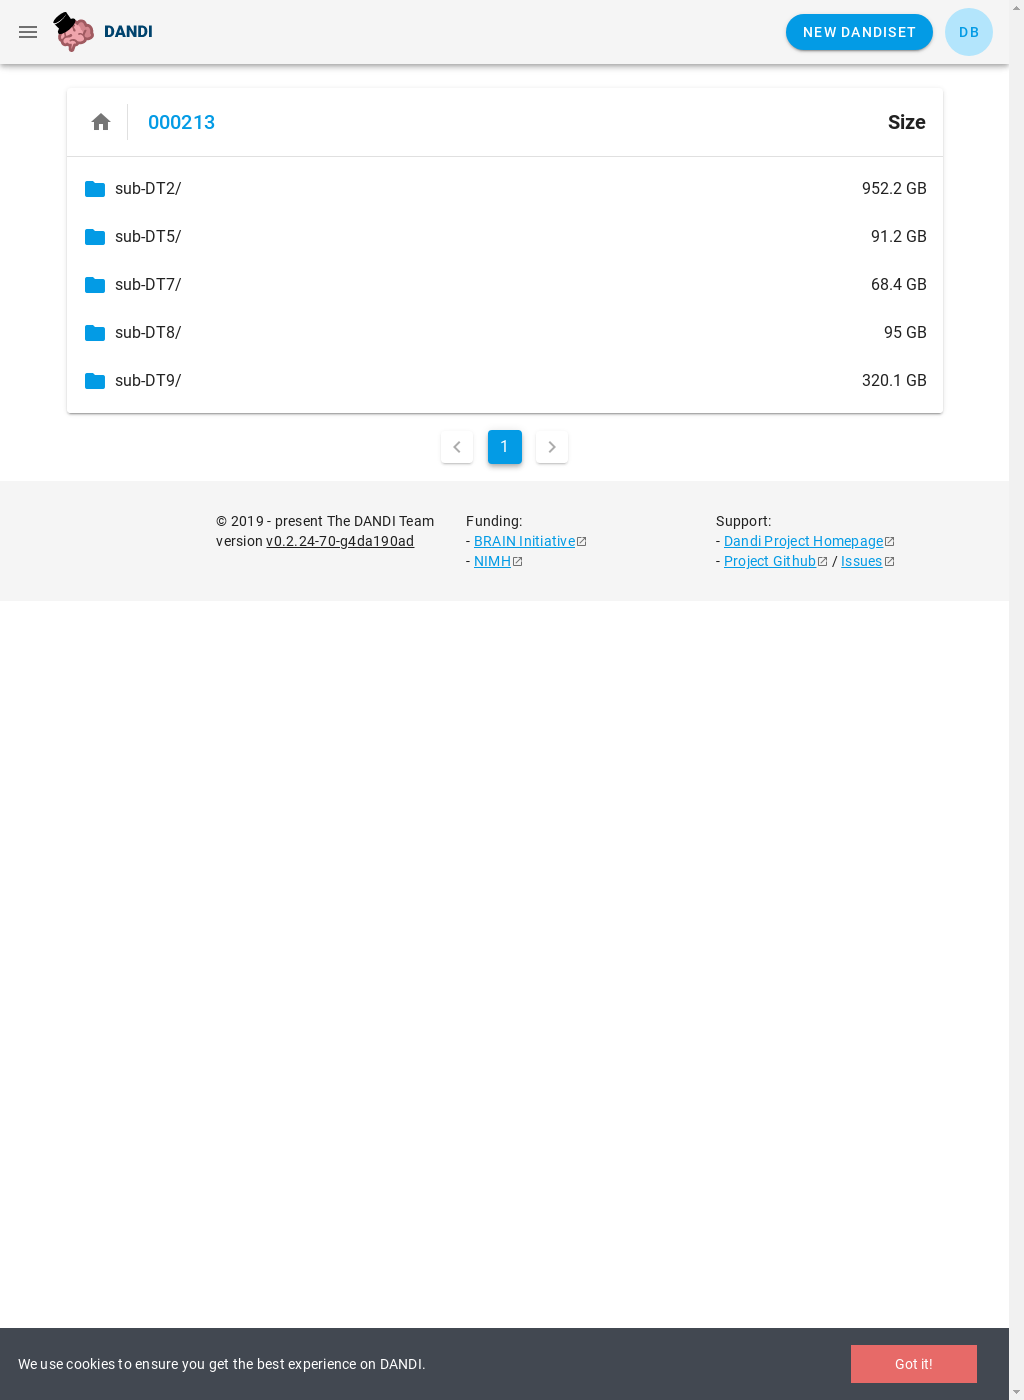 DANDI
NEW DANDISET
DB
000213
Size
sub-DT2/
952.2 GB
sub-DT5/
91.2 GB
sub-DT7/
68.4 GB
sub-DT8/
95 GB
sub-DT9/
320.1 GB
1
© 2019 - present The DANDI Team
version v0.2.24-70-g4da190ad
Funding:
- BRAIN Initiative
- NIMH
Support:
- Dandi Project Homepage
- Project Github / Issues
We use cookies to ensure you get the best experience on DANDI.
Got it!